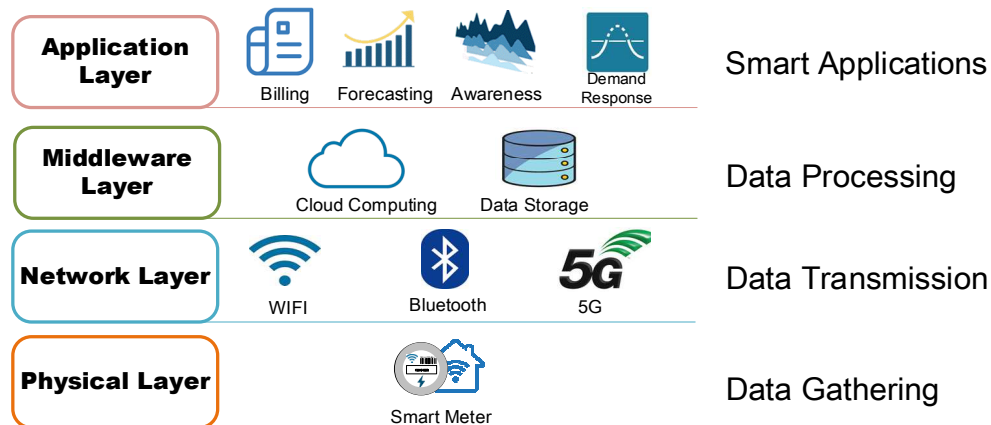 Application
Layer
Billing
Forecasting
Awareness
Demand
Response
Smart Applications
Middleware
Layer
Cloud Computing
Data Storage
Data Processing
Network Layer
WIFI
Bluetooth
5G
5G
Data Transmission
Physical Layer
Smart Meter
Data Gathering